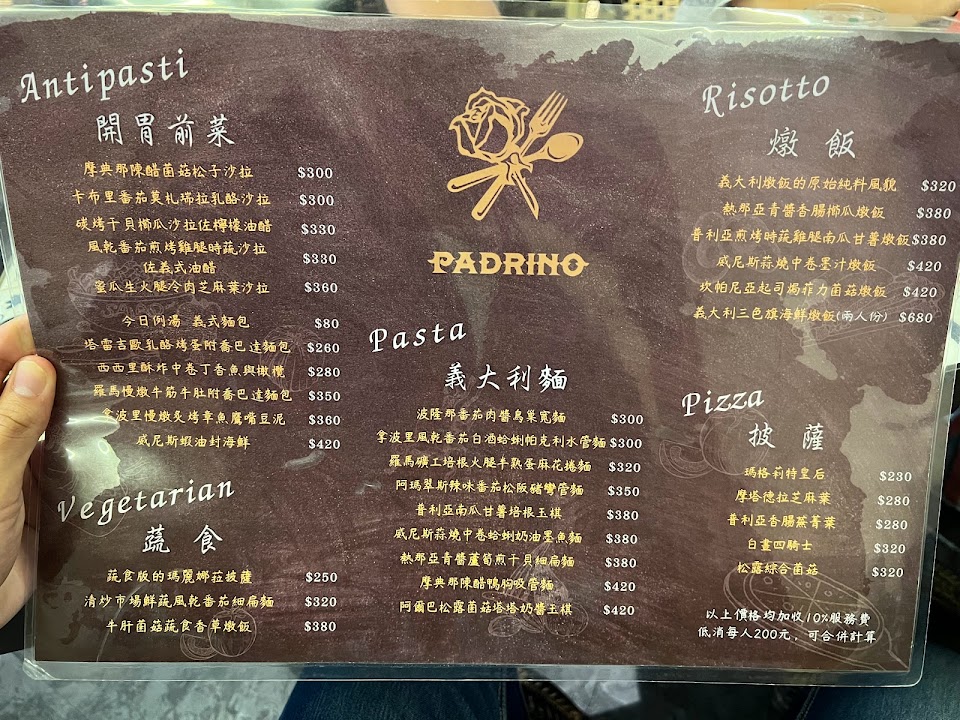 Antipasti
開胃前菜
摩典那陳醋菌菇松子沙拉 $300
卡布里番茄莫札瑞拉乳酪沙拉 $300
碳烤干貝櫛瓜沙拉佐檸檬油醋 $330
風乾番茄煎烤雞腿時蔬沙拉
佐義式油醋 $330
蜜瓜生火腿冷肉芝麻葉沙拉 $360
今日例湯 義式麵包 $80
塔雷吉歐乳酪烤蛋附喬巴達麵包 $260
西西里酥炸中卷丁香魚與橄欖 $280
羅馬慢燉牛筋牛肚附喬巴達麵包 $350
拿波里慢燉炙烤章魚鷹嘴豆泥 $360
威尼斯蝦油封海鮮 $420
Vegetarian
蔬食
蔬食版的瑪麗娜拉披薩 $250
清炒市場鮮蔬風乾番茄細扁麵 $320
牛肝菌菇蔬食香草燉飯 $380
PADRINO
Pasta
義大利麵
波隆那番茄肉醬鳥巢寬麵 $300
拿波里風乾番茄白酒蛤蜊帕克利水管麵 $300
羅馬礦工培根火腿半熟蛋麻花捲麵 $320
阿瑪翠斯辣味番茄松阪豬彎管麵 $350
普利亞南瓜甘薯培根玉棋 $380
威尼斯蒜燒中卷蛤蜊奶油墨魚麵 $380
熱那亞青醬蘆筍煎干貝細扁麵 $380
摩典那陳醋鴨胸吸管麵 $420
阿爾巴松露菌菇塔塔奶醬玉棋 $420
Risotto
燉飯
義大利燉飯的原始純料風貌 $320
熱那亞青醬香腸櫛瓜燉飯 $380
普利亞煎烤時蔬雞腿南瓜甘薯燉飯 $380
威尼斯蒜燒中卷墨汁燉飯 $420
坎帕尼亞起司焗菲力菌菇燉飯 $420
義大利三色旗海鮮燉飯(兩人份) $680
Pizza
披薩
瑪格莉特皇后 $230
摩塔德拉芝麻葉 $280
普利亞香腸蕪菁葉 $280
白畫四騎士 $320
松露綜合菌菇 $320
以上價格均加收10%服務費
低消每人200元，可合併計算